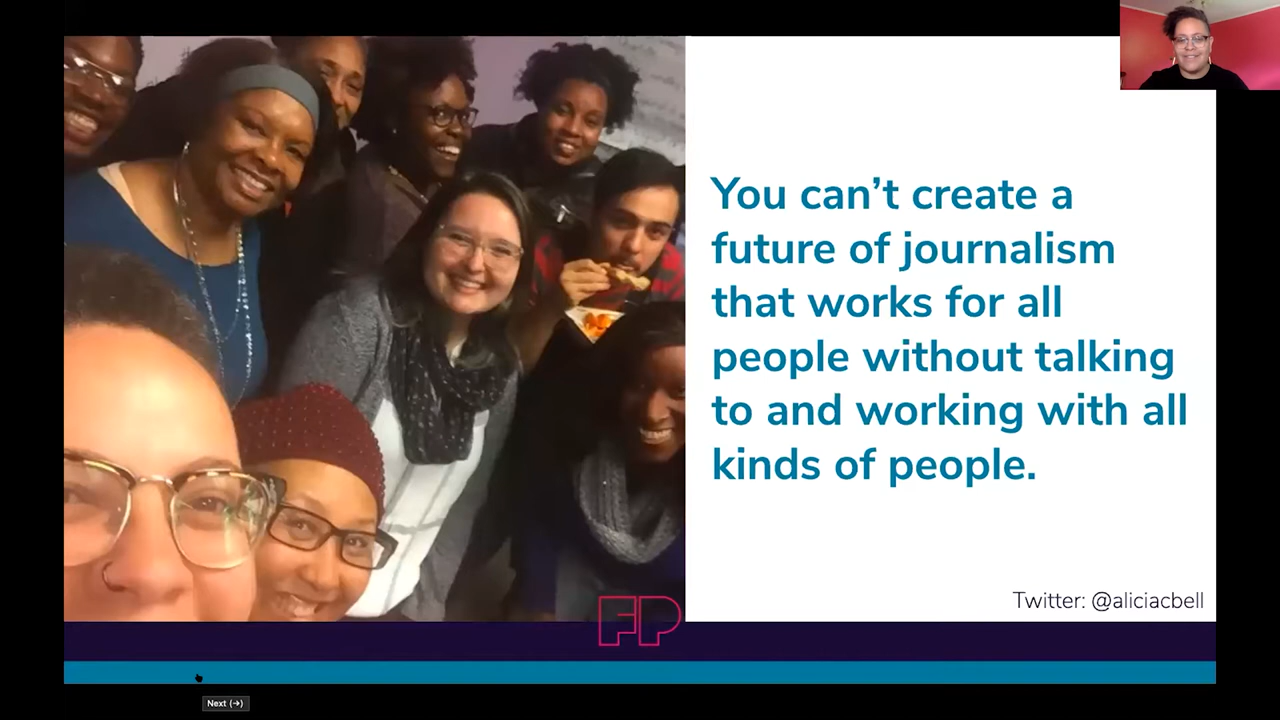 You can’t create a
future of journalism
that works for all
people without talking
to and working with all
kinds of people.
Twitter: @aliciacbell
FP
Next (→)